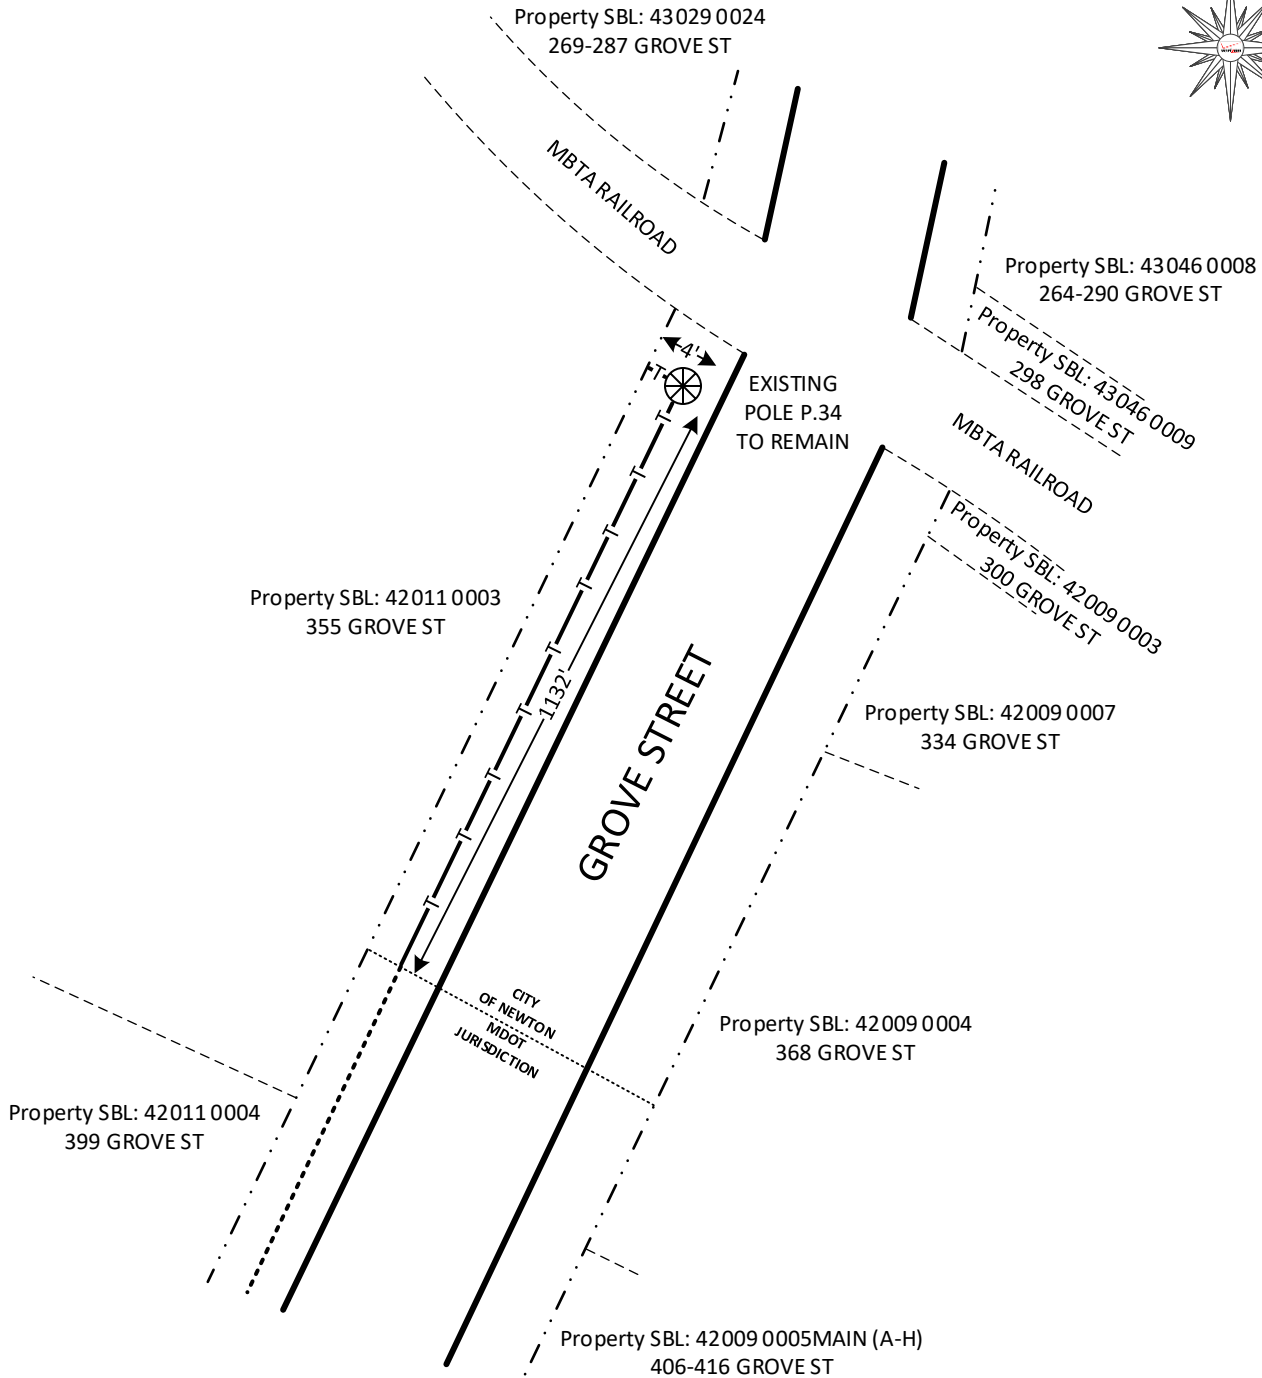 Property SBL: 43029 0024
269-287 GROVE ST
MBTA RAILROAD
Property SBL: 43046 0008
264-290 GROVE ST
Property SBL: 43046 0009
298 GROVE ST
4'
T
EXISTING
POLE P.34
TO REMAIN
T
MBTA RAILROAD
T
Property SBL: 42009 0003
300 GROVE ST
T
T
Property SBL: 42011 0003
355 GROVE ST
T
1132'
T
GROVE STREET
Property SBL: 42009 0007
334 GROVE ST
T
T
T
CITY
OF NEWTON
MDOT
JURISDICTION
Property SBL: 42009 0004
368 GROVE ST
Property SBL: 42011 0004
399 GROVE ST
Property SBL: 42009 0005MAIN (A-H)
406-416 GROVE ST